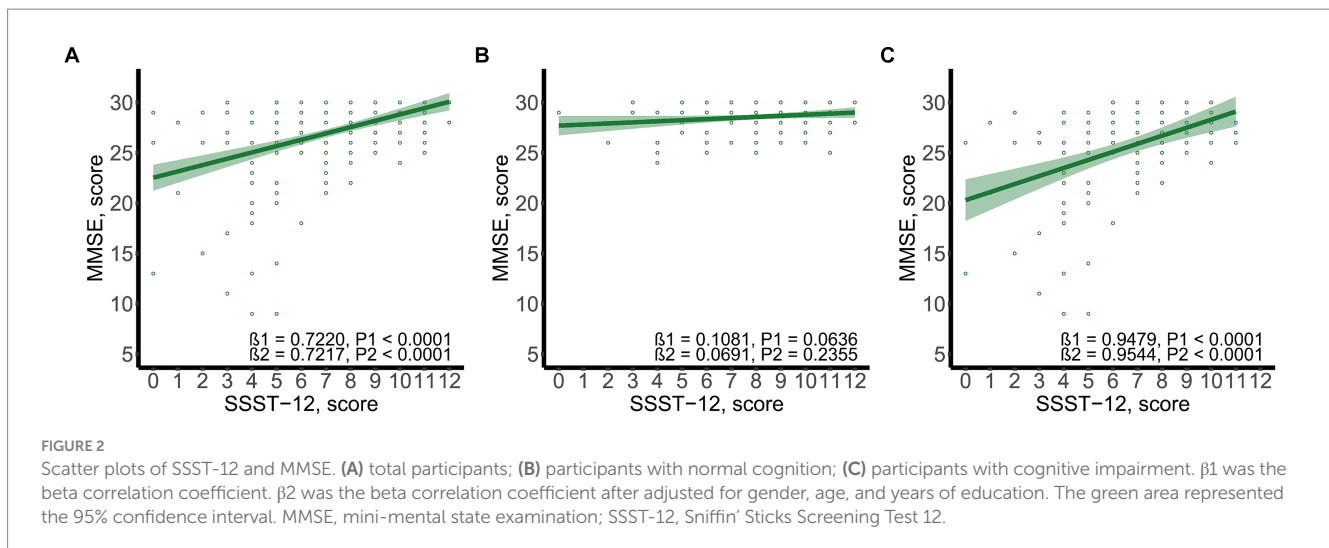 A
MMSE, score
30
25
20
15
10
5
ß1 = 0.7220, P1 < 0.0001
ß2 = 0.7217, P2 < 0.0001
0 1 2 3 4 5 6 7 8 9 10 11 12
SSST−12, score
B
MMSE, score
30
25
20
15
10
5
ß1 = 0.1081, P1 = 0.0636
ß2 = 0.0691, P2 = 0.2355
0 1 2 3 4 5 6 7 8 9 10 11 12
SSST−12, score
C
MMSE, score
30
25
20
15
10
5
ß1 = 0.9479, P1 < 0.0001
ß2 = 0.9544, P2 < 0.0001
0 1 2 3 4 5 6 7 8 9 10 11 12
SSST−12, score
FIGURE 2
Scatter plots of SSST-12 and MMSE. (A) total participants; (B) participants with normal cognition; (C) participants with cognitive impairment. β1 was the
beta correlation coefficient. β2 was the beta correlation coefficient after adjusted for gender, age, and years of education. The green area represented
the 95% confidence interval. MMSE, mini-mental state examination; SSST-12, Sniffin’ Sticks Screening Test 12.